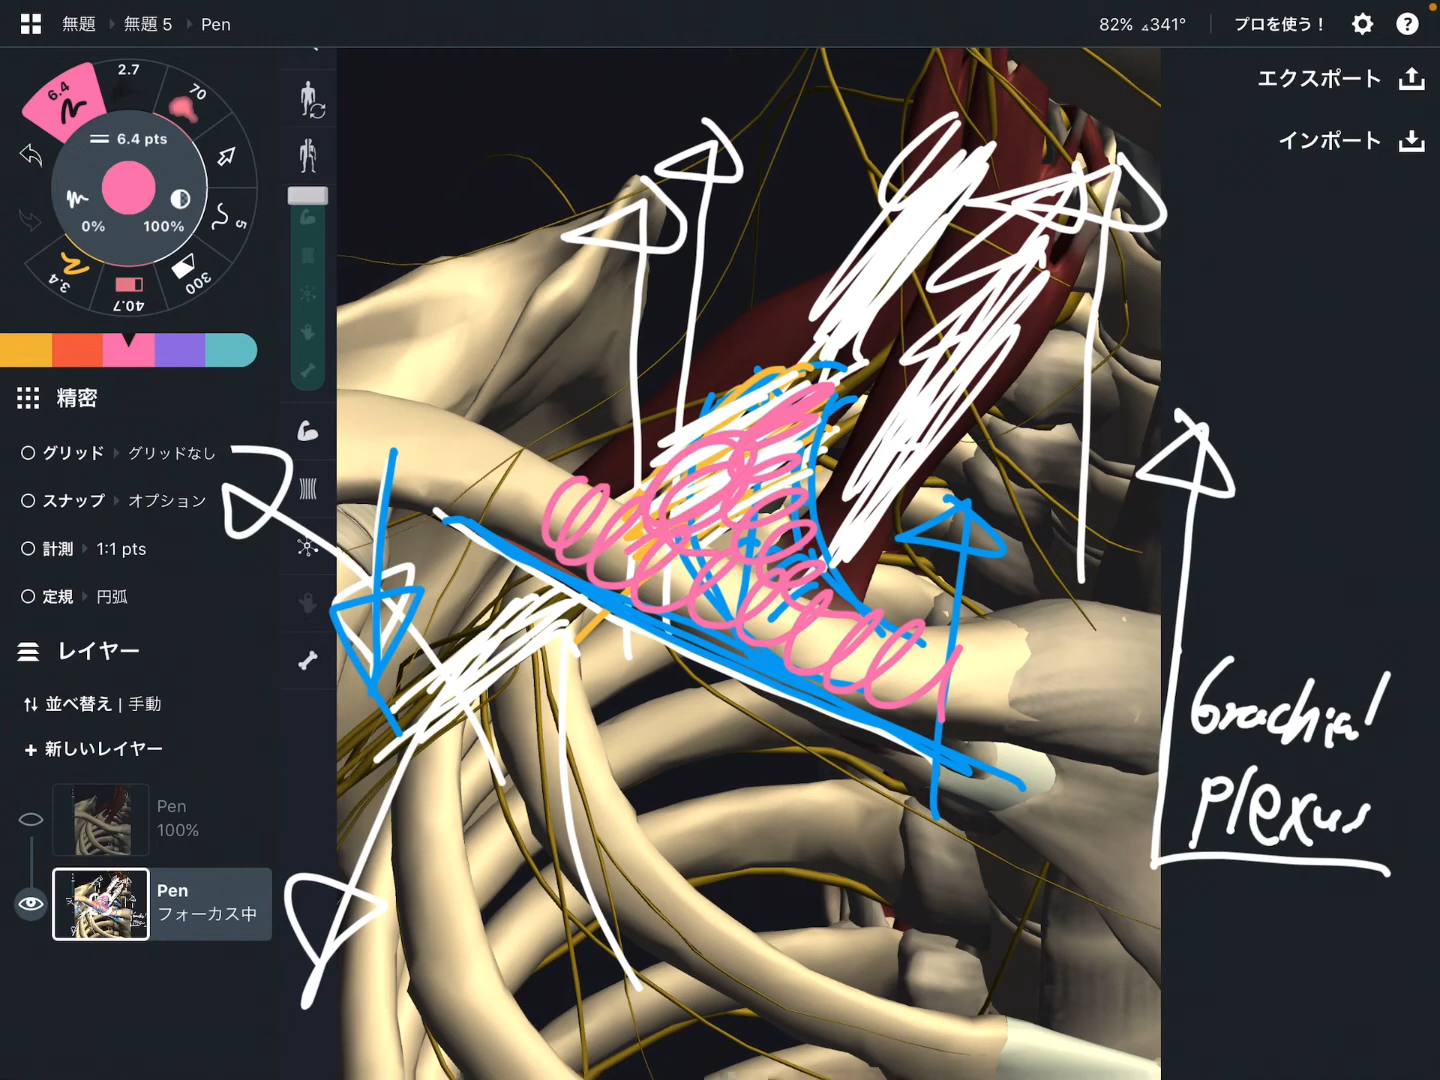 無題 無題 5 Pen
82% ⊿341° プロを使う！
エクスポート
インポート
2.7
6.4
70
6.4 pts
0% 100%
5
3.4
300
40.7
精密
グリッド グリッドなし
スナップ オプション
計測 1:1 pts
定規 円弧
レイヤー
並べ替え | 手動
+ 新しいレイヤー
Pen
100%
Pen
フォーカス中
brachial
plexus